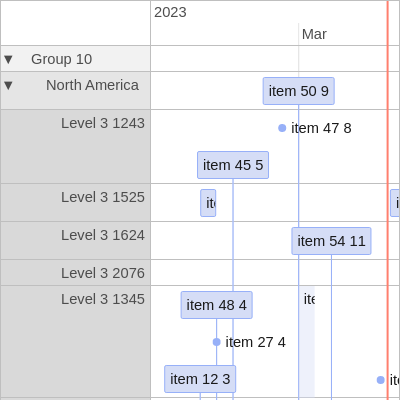 2023
Mar
▼ Group 10
▼ North America
item 50 9
Level 3 1243
item 47 8
item 45 5
Level 3 1525
Level 3 1624
item 54 11
Level 3 2076
Level 3 1345
item 48 4
item 27 4
item 12 3